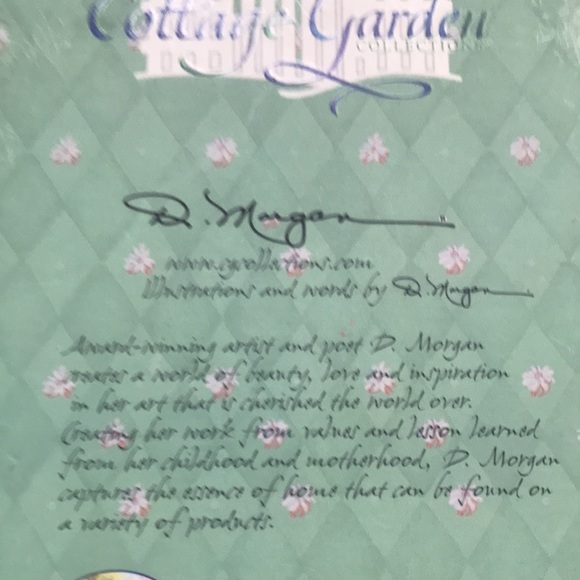 Cottage Garden
COLLECTIONS
D. Morgan
www.cgcollections.com
Illustrations and words by D. Morgan
Award-winning artist and poet D. Morgan
creates a world of beauty, love and inspiration
in her art that is cherished the world over.
Creating her work from values and lesson learned
from her childhood and motherhood, D. Morgan
captures the essence of home that can be found on
a variety of products.